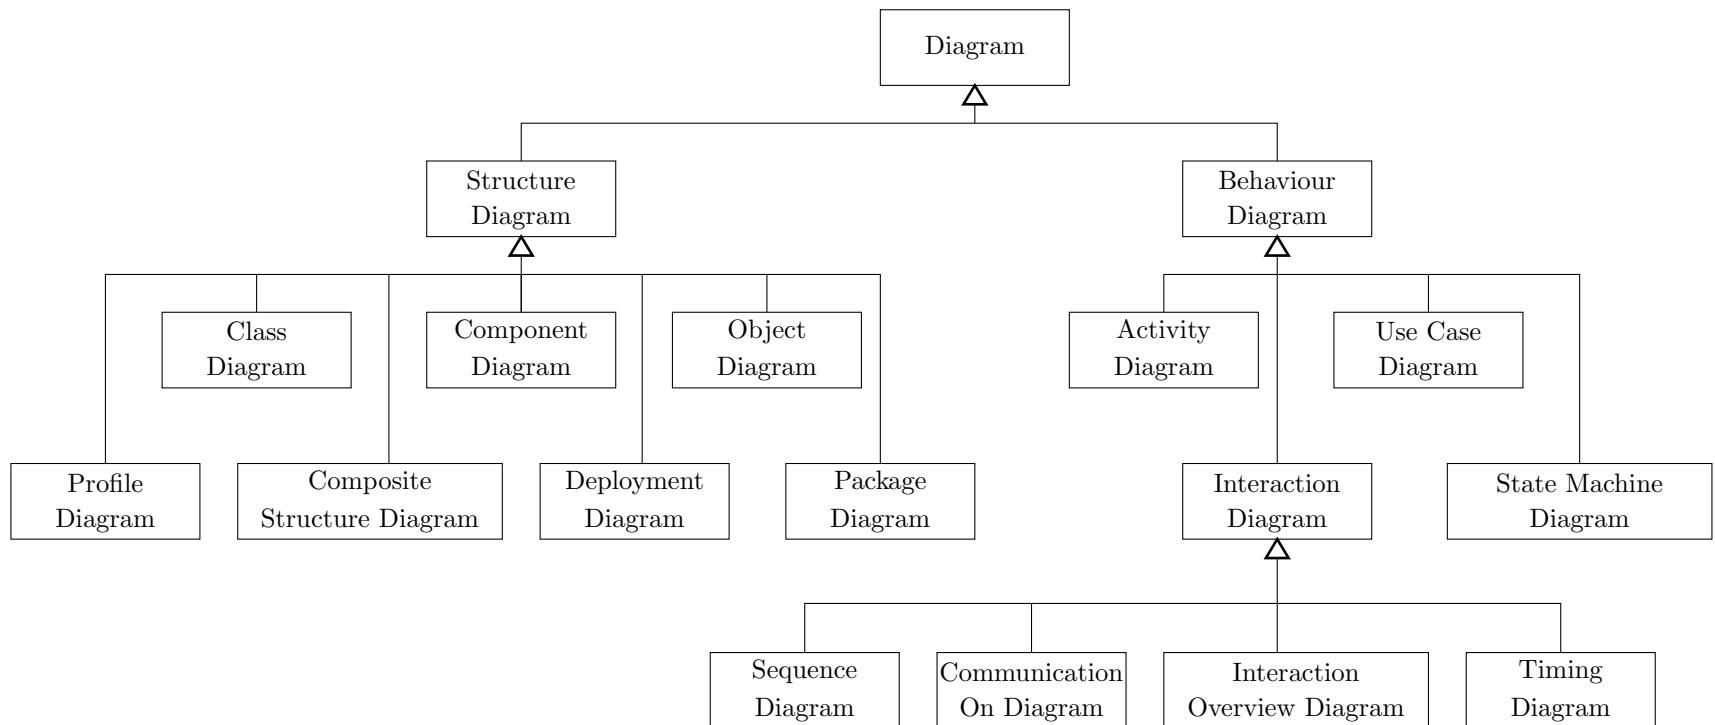 Diagram
Structure
Diagram
Behaviour
Diagram
Class
Diagram
Component
Diagram
Object
Diagram
Activity
Diagram
Use Case
Diagram
Profile
Diagram
Composite
Structure Diagram
Deployment
Diagram
Package
Diagram
Interaction
Diagram
State Machine
Diagram
Sequence
Diagram
Communication
On Diagram
Interaction
Overview Diagram
Timing
Diagram